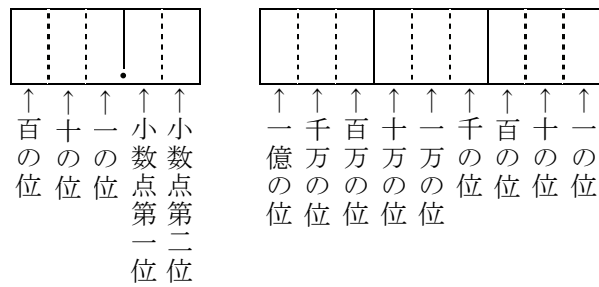 ↑百の位
↑十の位
↑一の位
↑小数点第一位
↑小数点第二位
↑一億の位
↑千万の位
↑百万の位
↑十万の位
↑一万の位
↑千の位
↑百の位
↑十の位
↑一の位